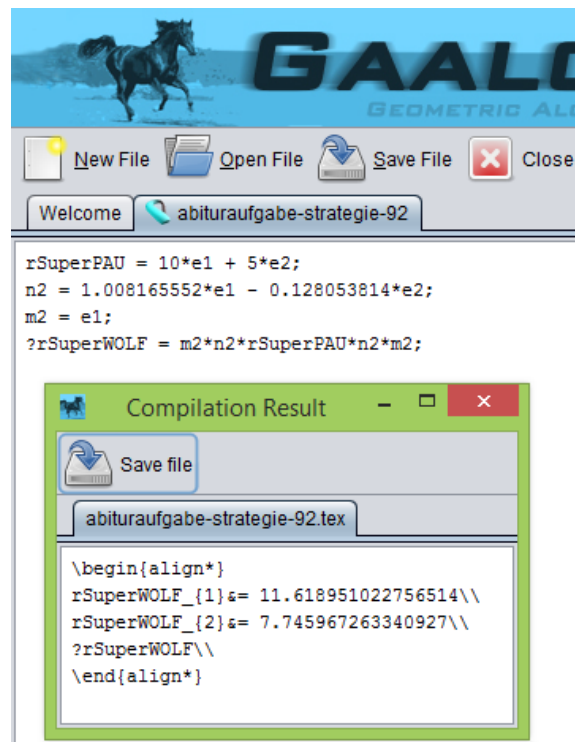 GAALO
GEOMETRIC AL
New File Open File Save File Close
Welcome abituraufgabe-strategie-92
rSuperPAU = 10*e1 + 5*e2;
n2 = 1.008165552*e1 - 0.128053814*e2;
m2 = e1;
?rSuperWOLF = m2*n2*rSuperPAU*n2*m2;
Compilation Result
Save file
abituraufgabe-strategie-92.tex
\begin{align*}
rSuperWOLF_{1}&= 11.618951022756514\\
rSuperWOLF_{2}&= 7.745967263340927\\
?rSuperWOLF\\
\end{align*}